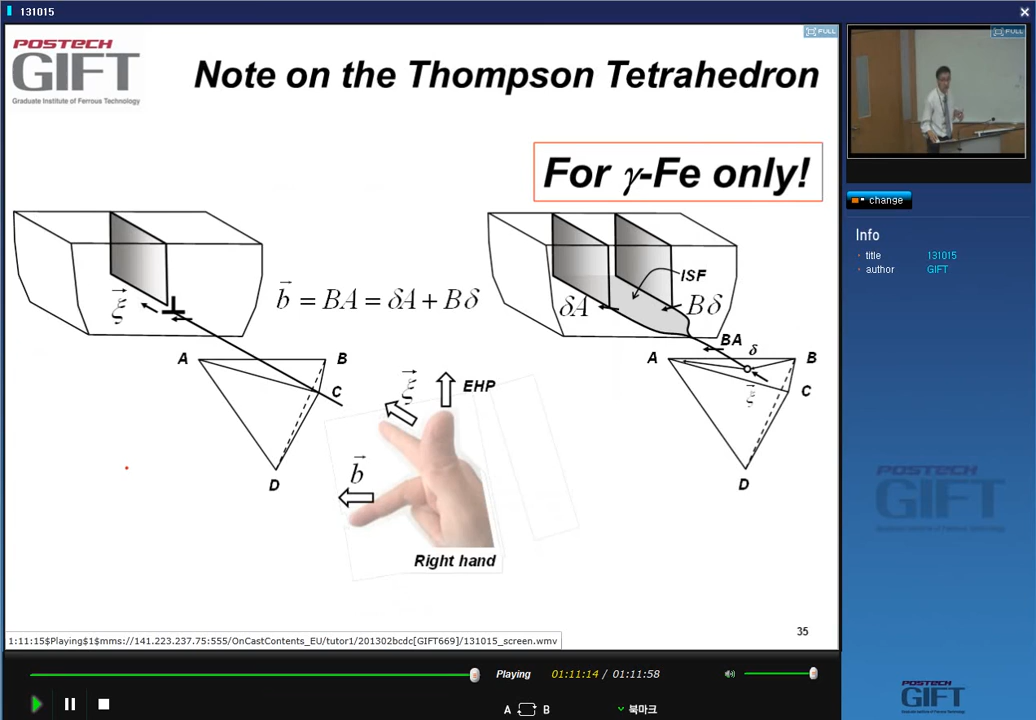 131015
POSTECH
GIFT
Graduate Institute of Ferrous Technology
Note on the Thompson Tetrahedron
FULL
FULL
For γ-Fe only!
change
Info
title 131015
author GIFT
ξ
b = BA = δA + Bδ
ISF
δA
Bδ
BA
δ
A
B
C
D
A
B
C
D
ξ
ξ
EHP
b
Right hand
35
1:11:15$Playing$1$mms://141.223.237.75:555/OnCastContents_EU/tutor1/201302bcdc[GIFT669]/131015_screen.wmv
Playing 01:11:14 / 01:11:58
A B
북마크
POSTECH
GIFT
POSTECH
GIFT